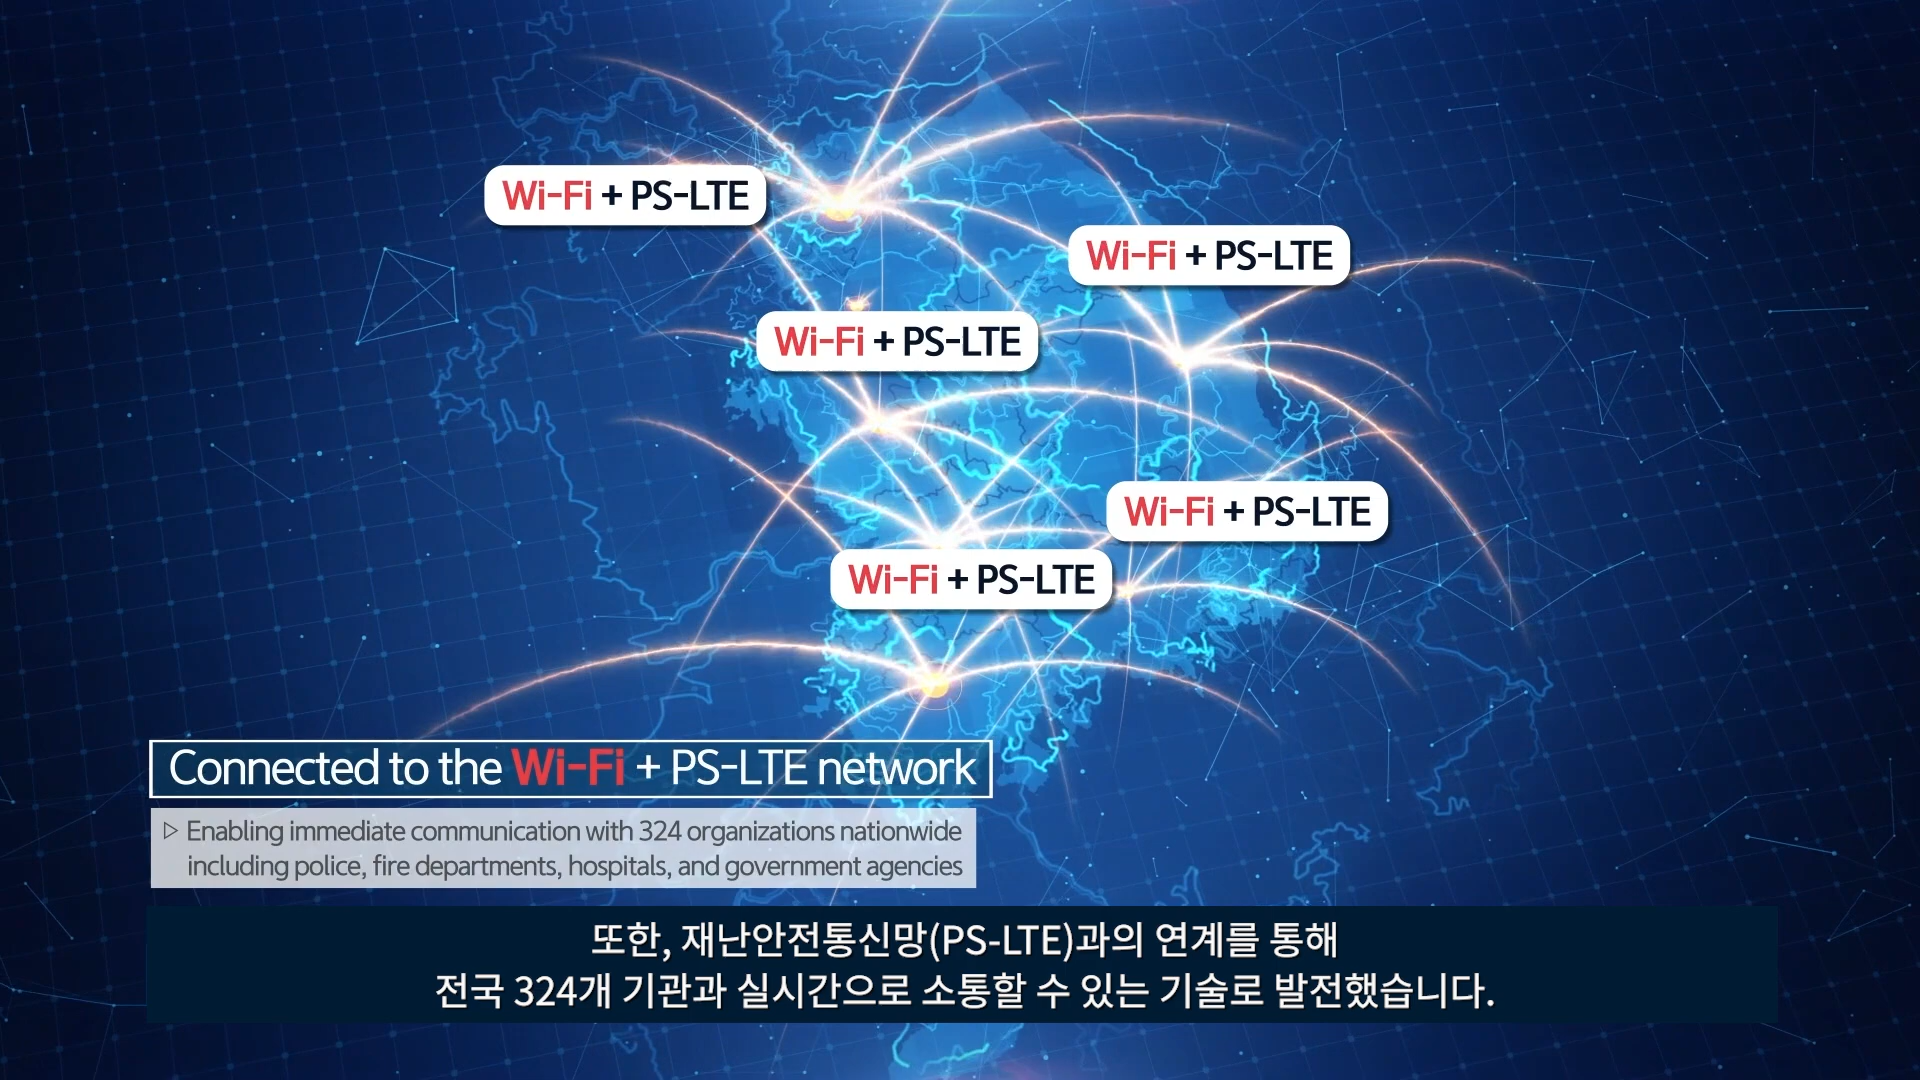 Wi-Fi + PS-LTE
Wi-Fi + PS-LTE
Wi-Fi + PS-LTE
Wi-Fi + PS-LTE
Wi-Fi + PS-LTE
Connected to the Wi-Fi + PS-LTE network
▷ Enabling immediate communication with 324 organizations nationwide
including police, fire departments, hospitals, and government agencies
또한, 재난안전통신망(PS-LTE)과의 연계를 통해
전국 324개 기관과 실시간으로 소통할 수 있는 기술로 발전했습니다.